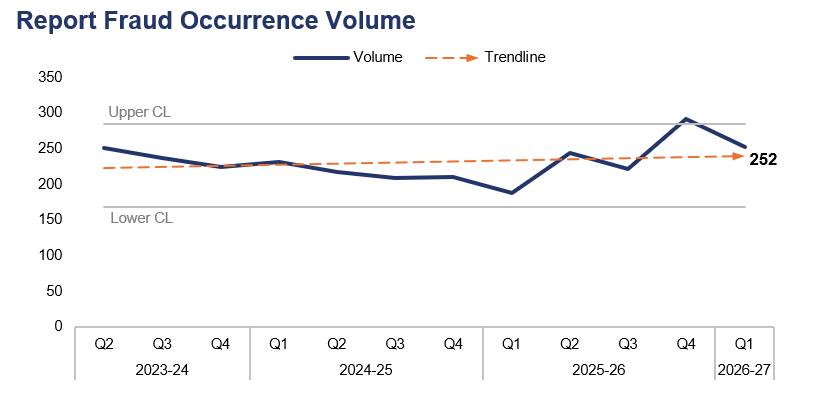 Report Fraud Occurrence Volume
Volume Trendline
350
300
250
200
150
100
50
0
Upper CL
Lower CL
252
Q2 Q3 Q4 Q1 Q2 Q3 Q4 Q1 Q2 Q3 Q4 Q1
2023-24 2024-25 2025-26 2026-27